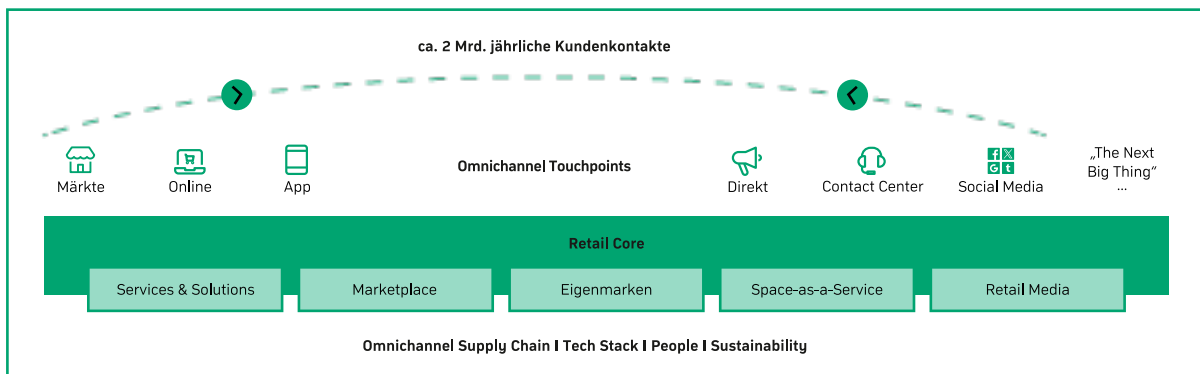 ca. 2 Mrd. jährliche Kundenkontakte
Märkte
Online
App
Omnichannel Touchpoints
Direkt
Contact Center
Social Media
„The Next
Big Thing“
...
Retail Core
Services & Solutions
Marketplace
Eigenmarken
Space-as-a-Service
Retail Media
Omnichannel Supply Chain I Tech Stack I People I Sustainability